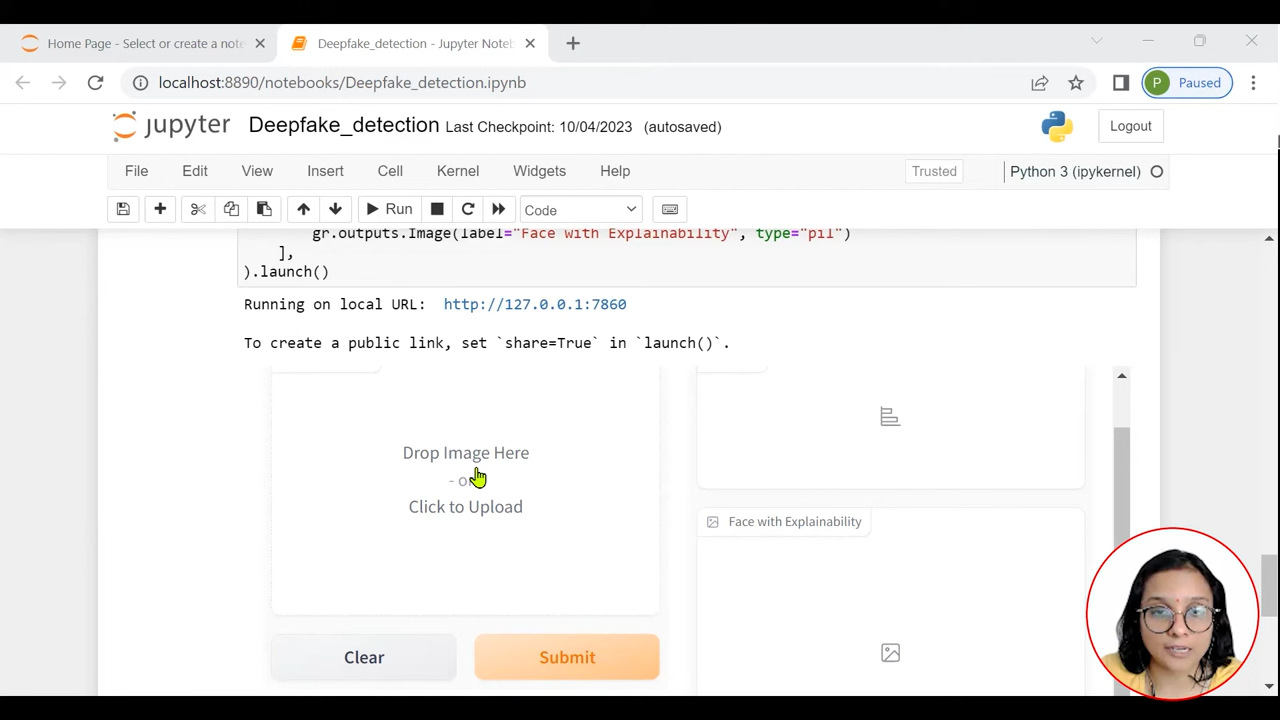 Home Page - Select or create a note
Deepfake_detection - Jupyter Noteb
localhost:8890/notebooks/Deepfake_detection.ipynb
P
Paused
jupyter
Deepfake_detection
Last Checkpoint: 10/04/2023
(autosaved)
Logout
File
Edit
View
Insert
Cell
Kernel
Widgets
Help
Trusted
Python 3 (ipykernel)
Run
Code
gr.outputs.Image(label="Face with Explainability", type="pil")
],
).launch()
Running on local URL: http://127.0.0.1:7860
To create a public link, set `share=True` in `launch()`.
Drop Image Here
- or
Click to Upload
Face with Explainability
Clear
Submit